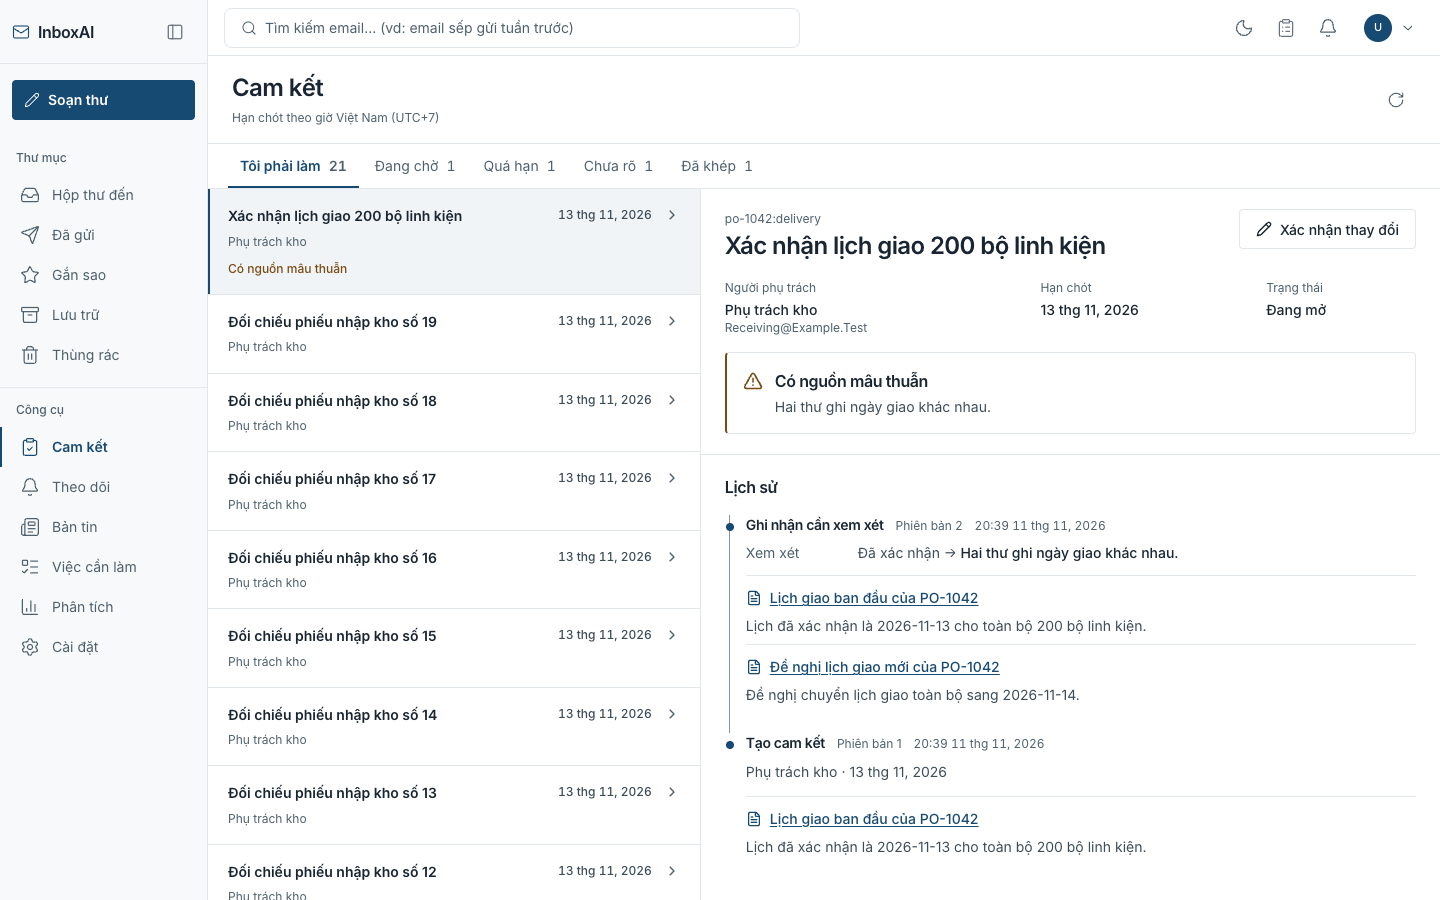 InboxAI
Tìm kiếm email... (vd: email sếp gửi tuần trước)
U
Soạn thư
Thư mục
Hộp thư đến
Đã gửi
Gắn sao
Lưu trữ
Thùng rác
Công cụ
Cam kết
Theo dõi
Bản tin
Việc cần làm
Phân tích
Cài đặt
Cam kết
Hạn chót theo giờ Việt Nam (UTC+7)
Tôi phải làm 21 Đang chờ 1 Quá hạn 1 Chưa rõ 1 Đã khép 1
Xác nhận lịch giao 200 bộ linh kiện 13 thg 11, 2026
Phụ trách kho
Có nguồn mâu thuẫn
Đối chiếu phiếu nhập kho số 19 13 thg 11, 2026
Phụ trách kho
Đối chiếu phiếu nhập kho số 18 13 thg 11, 2026
Phụ trách kho
Đối chiếu phiếu nhập kho số 17 13 thg 11, 2026
Phụ trách kho
Đối chiếu phiếu nhập kho số 16 13 thg 11, 2026
Phụ trách kho
Đối chiếu phiếu nhập kho số 15 13 thg 11, 2026
Phụ trách kho
Đối chiếu phiếu nhập kho số 14 13 thg 11, 2026
Phụ trách kho
Đối chiếu phiếu nhập kho số 13 13 thg 11, 2026
Phụ trách kho
Đối chiếu phiếu nhập kho số 12 13 thg 11, 2026
Phụ trách kho
po-1042:delivery
Xác nhận lịch giao 200 bộ linh kiện
Xác nhận thay đổi
Người phụ trách Hạn chót Trạng thái
Phụ trách kho 13 thg 11, 2026 Đang mở
Receiving@Example.Test
Có nguồn mâu thuẫn
Hai thư ghi ngày giao khác nhau.
Lịch sử
Ghi nhận cần xem xét Phiên bản 2 20:39 11 thg 11, 2026
Xem xét Đã xác nhận → Hai thư ghi ngày giao khác nhau.
Lịch giao ban đầu của PO-1042
Lịch đã xác nhận là 2026-11-13 cho toàn bộ 200 bộ linh kiện.
Đề nghị lịch giao mới của PO-1042
Đề nghị chuyển lịch giao toàn bộ sang 2026-11-14.
Tạo cam kết Phiên bản 1 20:39 11 thg 11, 2026
Phụ trách kho · 13 thg 11, 2026
Lịch giao ban đầu của PO-1042
Lịch đã xác nhận là 2026-11-13 cho toàn bộ 200 bộ linh kiện.